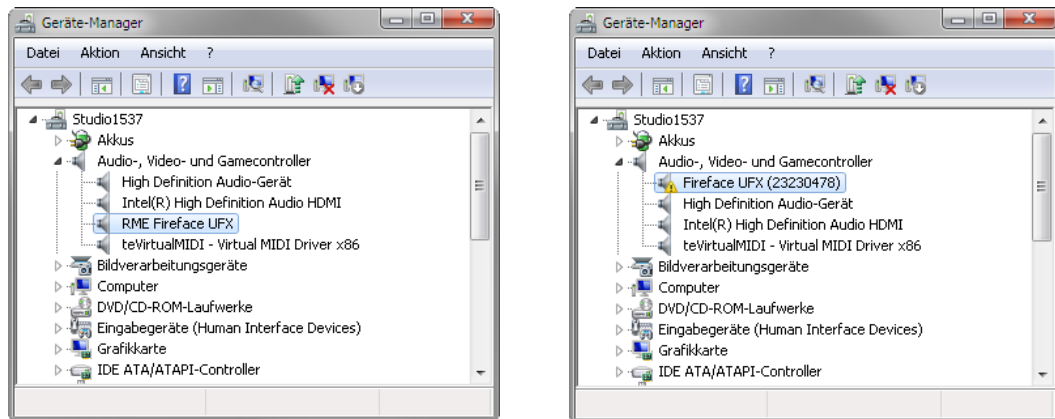 Geräte-Manager
Datei Aktion Ansicht ?
Studio1537
Akkus
Audio-, Video- und Gamecontroller
High Definition Audio-Gerät
Intel(R) High Definition Audio HDMI
RME Fireface UFX
teVirtualMIDI - Virtual MIDI Driver x86
Bildverarbeitungsgeräte
Computer
DVD/CD-ROM-Laufwerke
Eingabegeräte (Human Interface Devices)
Grafikkarte
IDE ATA/ATAPI-Controller
Geräte-Manager
Datei Aktion Ansicht ?
Studio1537
Akkus
Audio-, Video- und Gamecontroller
Fireface UFX (23230478)
High Definition Audio-Gerät
Intel(R) High Definition Audio HDMI
teVirtualMIDI - Virtual MIDI Driver x86
Bildverarbeitungsgeräte
Computer
DVD/CD-ROM-Laufwerke
Eingabegeräte (Human Interface Devices)
Grafikkarte
IDE ATA/ATAPI-Controller